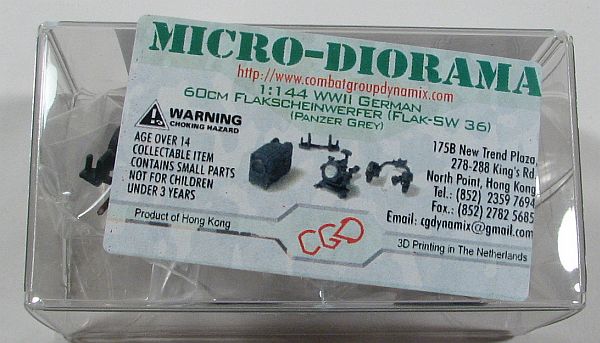 MICRO-DIORAMA
http://www.combatgroupdynamix.com
1:144 WWII GERMAN
60CM FLAKSCHEINWERFER (FLAK-SW 36)
(PANZER GREY)
WARNING
CHOKING HAZARD
AGE OVER 14
COLLECTABLE ITEM
CONTAINS SMALL PARTS
NOT FOR CHILDREN
UNDER 3 YEARS
175B New Trend Plaza,
278-288 King's Rd
North Point, Hong Kong
Tel.: (852) 2359 7694
Fax.: (852) 2782 5685
Email: cgdynamix@gmail.com
Product of Hong Kong
CGD
3D Printing in The Netherlands